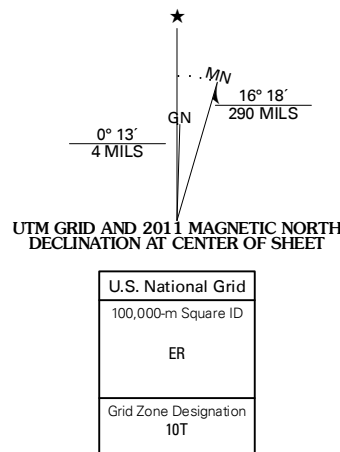 ★
MN
GN
16° 18´
290 MILS
0° 13´
4 MILS
UTM GRID AND 2011 MAGNETIC NORTH
DECLINATION AT CENTER OF SHEET
U.S. National Grid
100,000-m Square ID
ER
Grid Zone Designation
10T